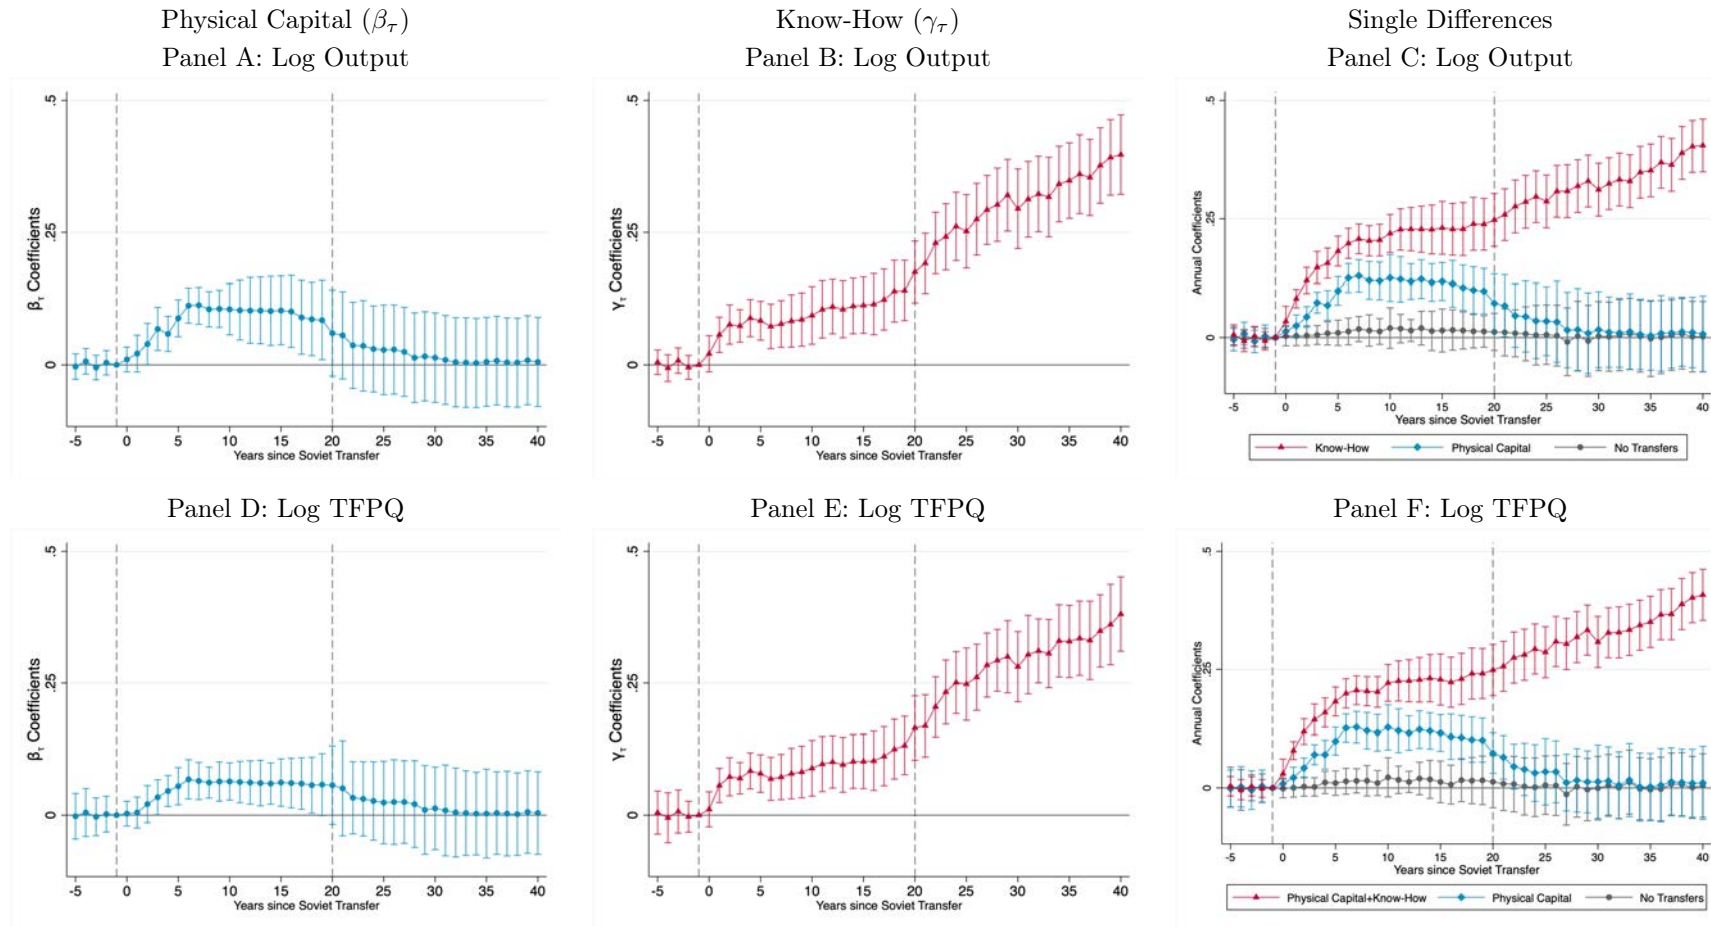 Physical Capital (βτ)
Panel A: Log Output
.5
.25
0
βτ Coefficients
-5 0 5 10 15 20 25 30 35 40
Years since Soviet Transfer
Know-How (γτ)
Panel B: Log Output
.5
.25
0
γτ Coefficients
-5 0 5 10 15 20 25 30 35 40
Years since Soviet Transfer
Single Differences
Panel C: Log Output
.5
.25
0
Annual Coefficients
-5 0 5 10 15 20 25 30 35 40
Years since Soviet Transfer
Know-How Physical Capital No Transfers
Panel D: Log TFPQ
.5
.25
0
βτ Coefficients
-5 0 5 10 15 20 25 30 35 40
Years since Soviet Transfer
Panel E: Log TFPQ
.5
.25
0
γτ Coefficients
-5 0 5 10 15 20 25 30 35 40
Years since Soviet Transfer
Panel F: Log TFPQ
.5
.25
0
Annual Coefficients
-5 0 5 10 15 20 25 30 35 40
Years since Soviet Transfer
Physical Capital+Know-How Physical Capital No Transfers